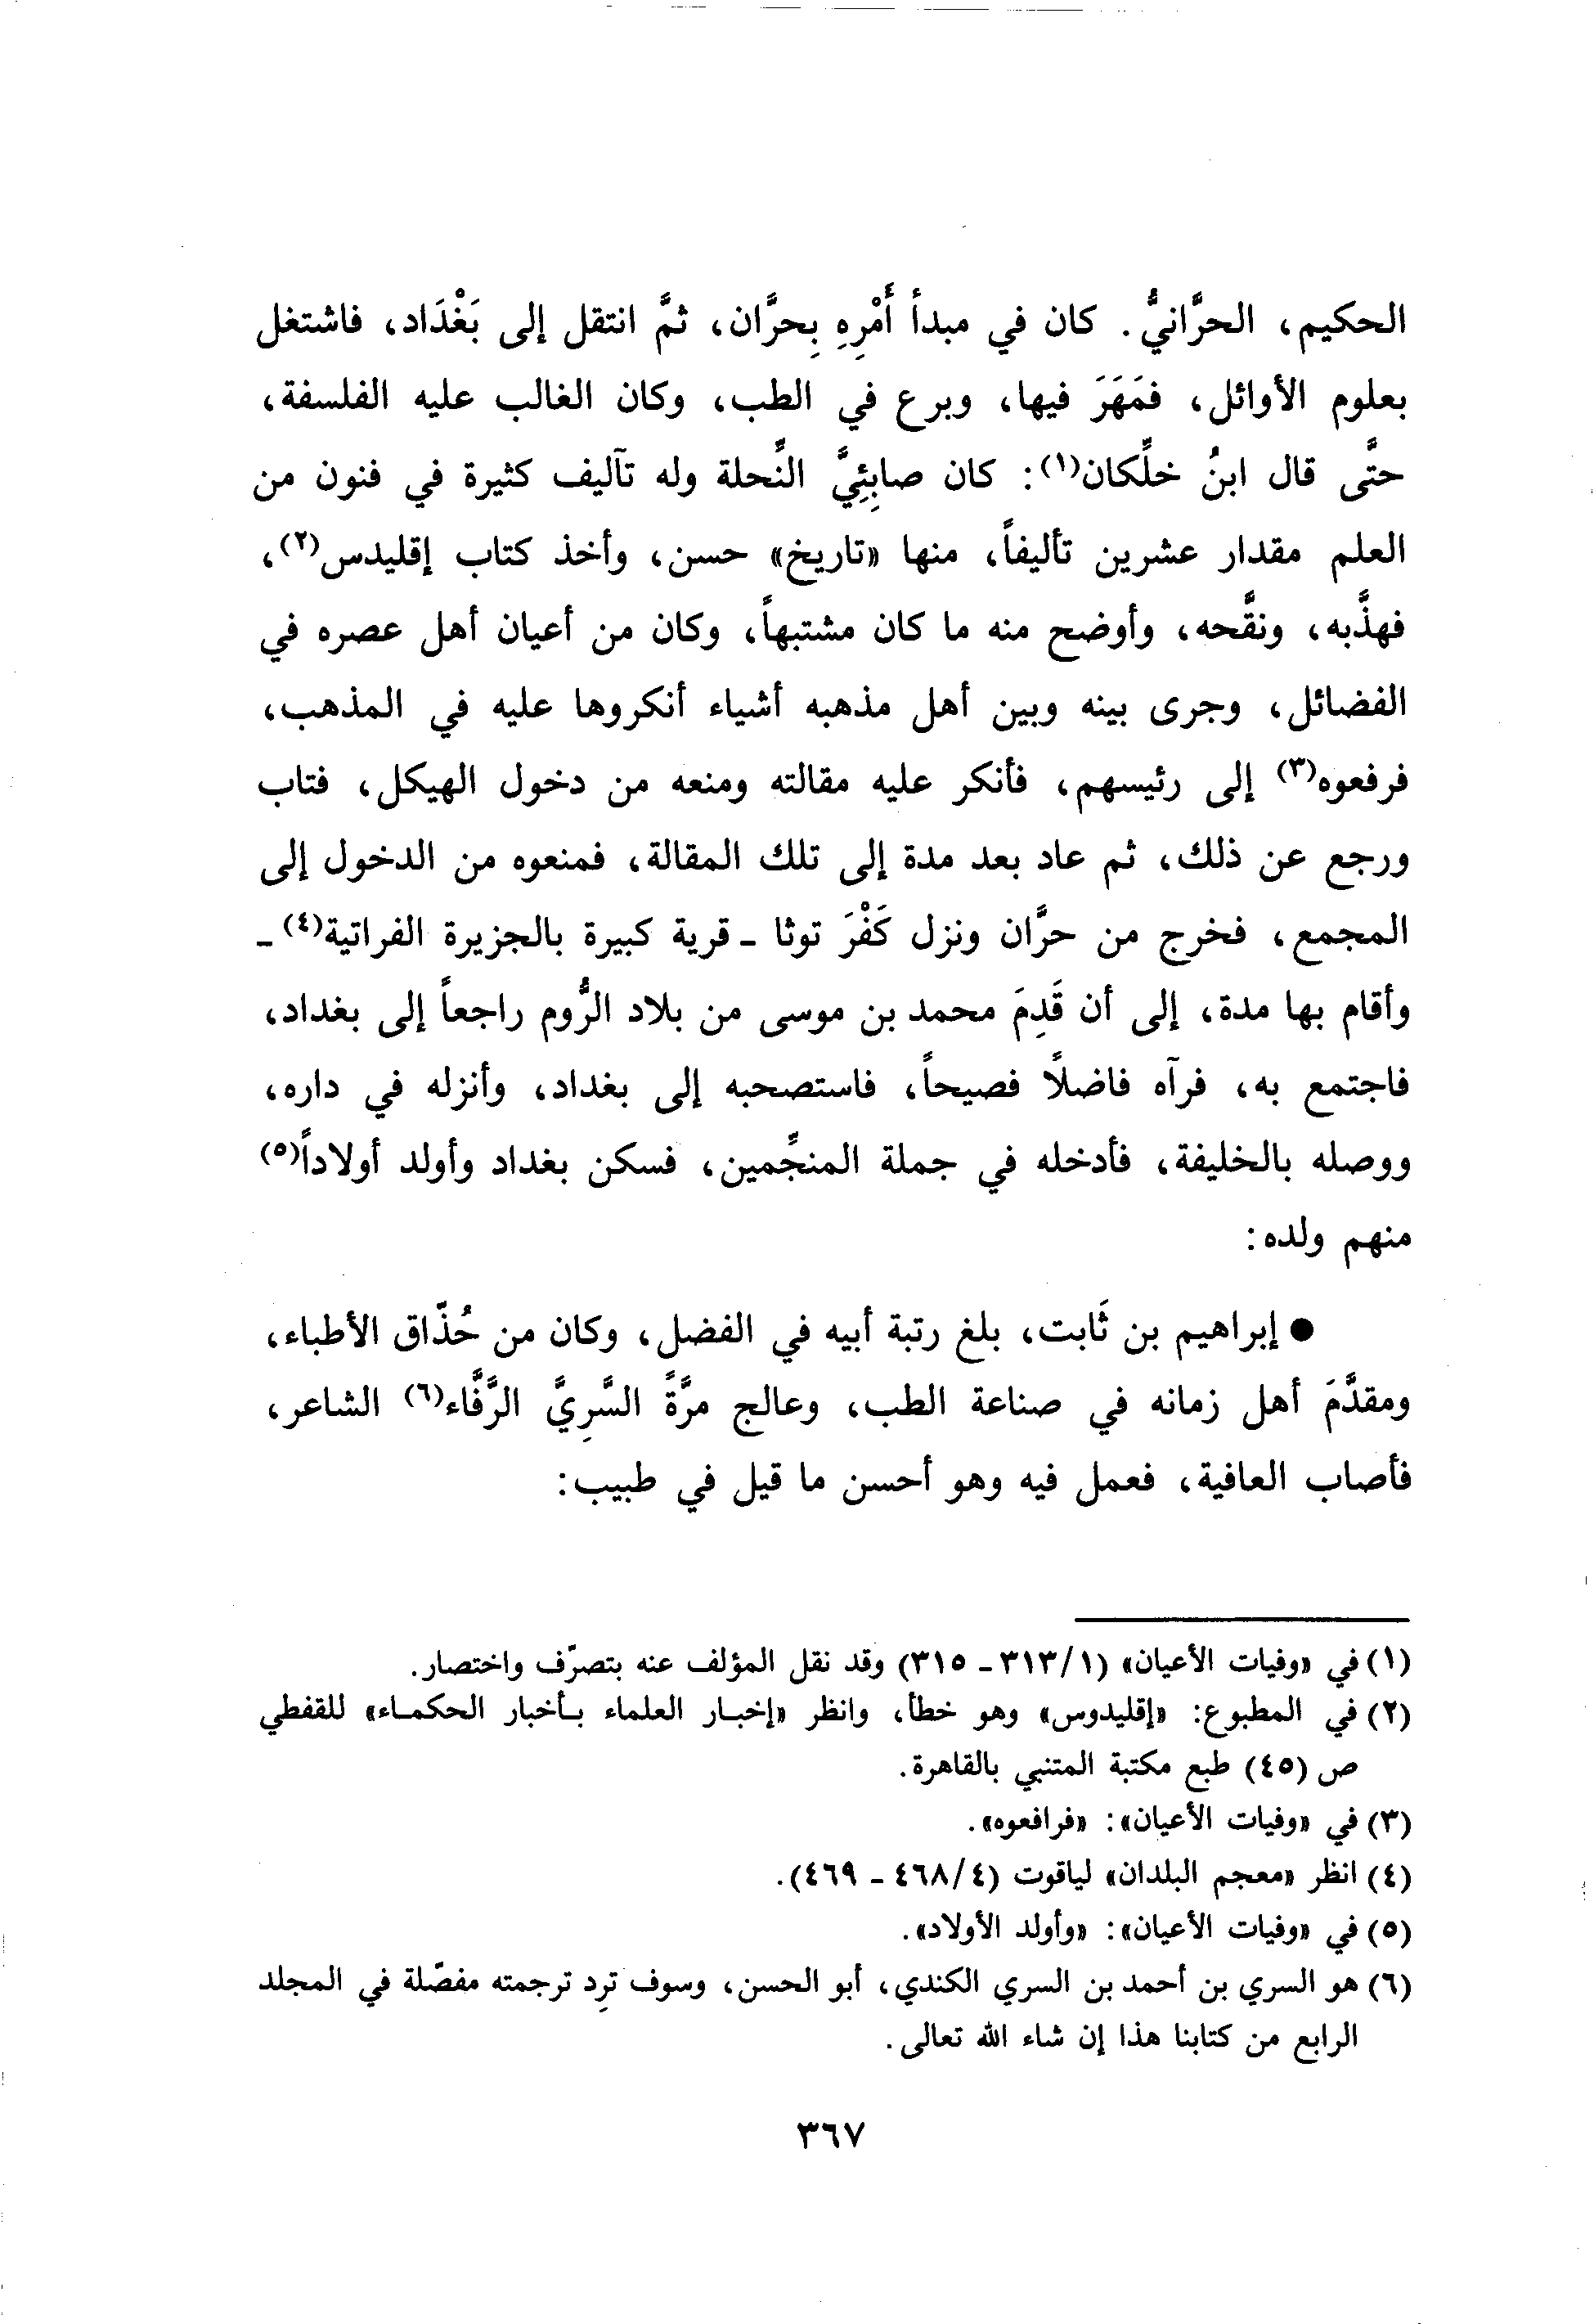 الحكيم، الحرَّانيُّ. كان في مبدأ أَمْرِهِ بِحرَّان، ثمَّ انتقل إلى بَغْدَاد، فاشتغل
بعلوم الأوائل، فمَهَرَ فيها، وبرع في الطب، وكان الغالب عليه الفلسفة،
حتَّى قال ابنُ خلِّكان(١): كان صابِئِيَّ النِّحلة وله تآليف كثيرة في فنون من
العلم مقدار عشرين تأليفاً، منها «تاريخ» حسن، وأخذ كتاب إقليدس(٢)،
فهذَّبه، ونقَّحه، وأوضح منه ما كان مشتبهاً، وكان من أعيان أهل عصره في
الفضائل، وجرى بينه وبين أهل مذهبه أشياء أنكروها عليه في المذهب،
فرفعوه(٣) إلى رئيسهم، فأنكر عليه مقالته ومنعه من دخول الهيكل، فتاب
ورجع عن ذلك، ثم عاد بعد مدة إلى تلك المقالة، فمنعوه من الدخول إلى
المجمع، فخرج من حرَّان ونزل كَفْرَ توثا ـ قرية كبيرة بالجزيرة الفراتية(٤) ـ
وأقام بها مدة، إلى أن قَدِمَ محمد بن موسى من بلاد الرُّوم راجعاً إلى بغداد،
فاجتمع به، فرآه فاضلاً فصيحاً، فاستصحبه إلى بغداد، وأنزله في داره،
ووصله بالخليفة، فأدخله في جملة المنجِّمين، فسكن بغداد وأولد أولاداً(٥)
منهم ولده:
● إبراهيم بن ثَابت، بلغ رتبة أبيه في الفضل، وكان من حُذّاق الأطباء،
ومقدَّمَ أهل زمانه في صناعة الطب، وعالج مرَّةً السَّرِيَّ الرَّفَّاء(٦) الشاعر،
فأصاب العافية، فعمل فيه وهو أحسن ما قيل في طبيب:
(١) في «وفيات الأعيان» (٣١٣/١ ـ ٣١٥) وقد نقل المؤلف عنه بتصرّف واختصار.
(٢) في المطبوع: «إقليدوس» وهو خطأ، وانظر «إخبـار العلماء بـأخبار الحكمـاء» للقفطي
ص (٤٥) طبع مكتبة المتنبي بالقاهرة.
(٣) في «وفيات الأعيان»: «فرافعوه».
(٤) انظر «معجم البلدان» لياقوت (٤٦٨/٤ ـ ٤٦٩).
(٥) في «وفيات الأعيان»: «وأولد الأولاد».
(٦) هو السري بن أحمد بن السري الكندي، أبو الحسن، وسوف ترِد ترجمته مفصّلة في المجلد
الرابع من كتابنا هذا إن شاء الله تعالى.
٣٦٧